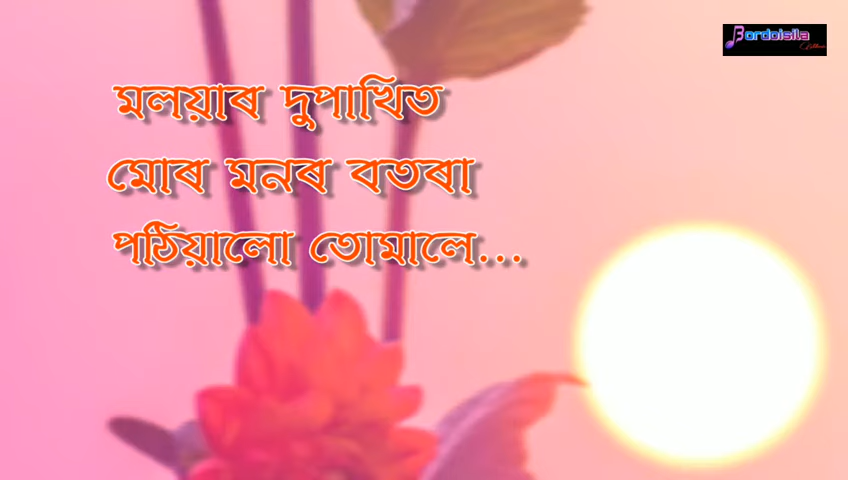 Bordoisila
মলয়াৰ দুপাখিত
মোৰ মনৰ বতৰা
পঠিয়ালো তোমালে...